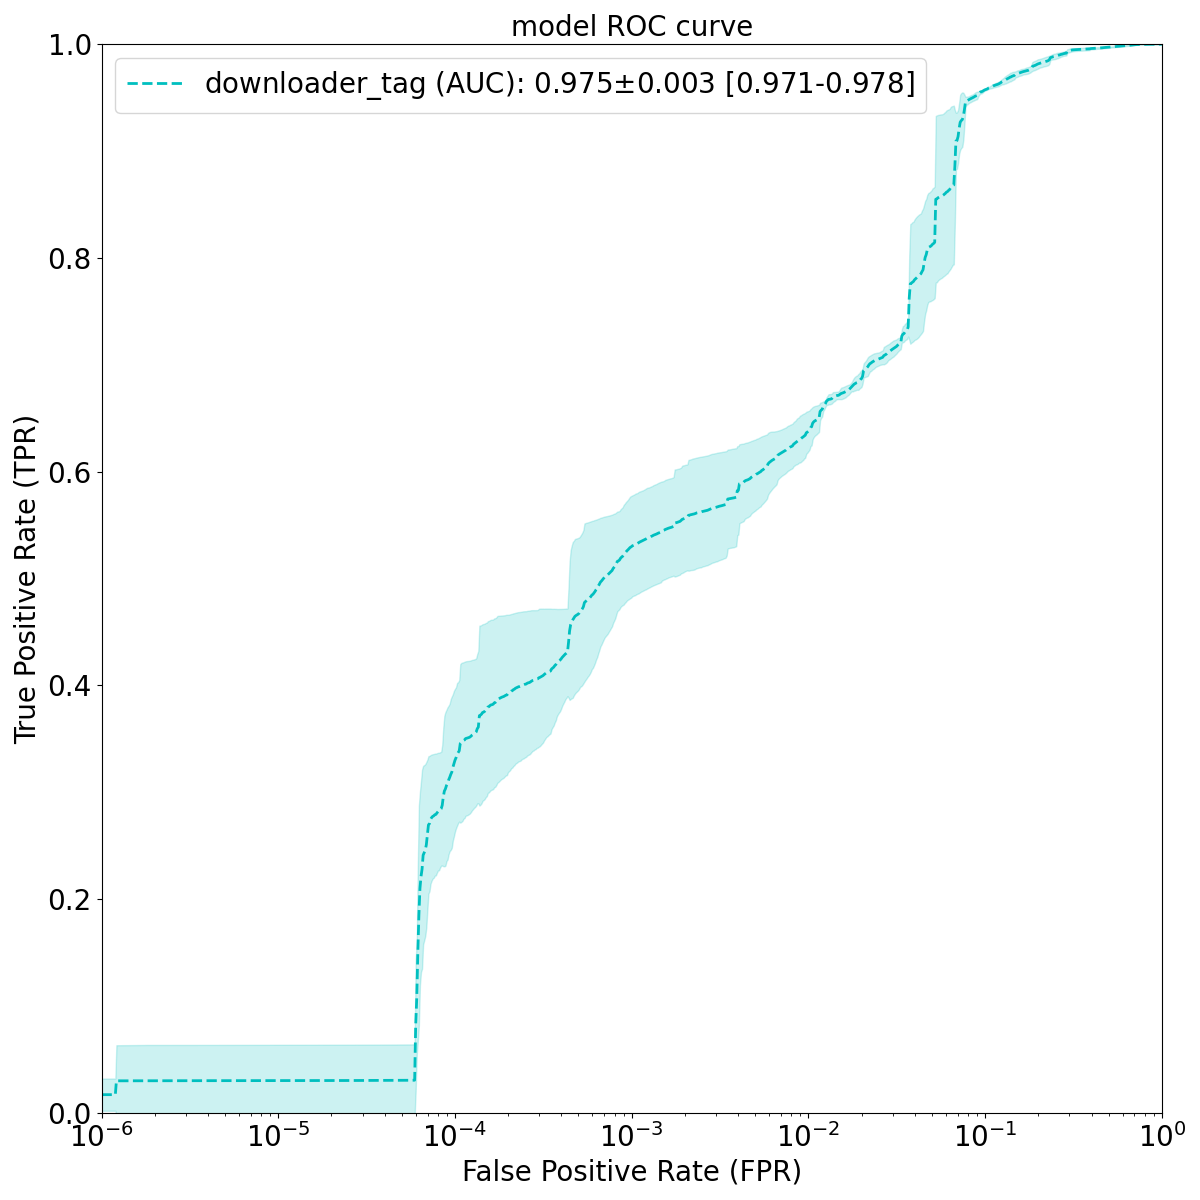 model ROC curve
downloader_tag (AUC): 0.975±0.003 [0.971-0.978]
True Positive Rate (TPR)
1.0
0.8
0.6
0.4
0.2
0.0
10⁻⁶ 10⁻⁵ 10⁻⁴ 10⁻³ 10⁻² 10⁻¹ 10⁰
False Positive Rate (FPR)